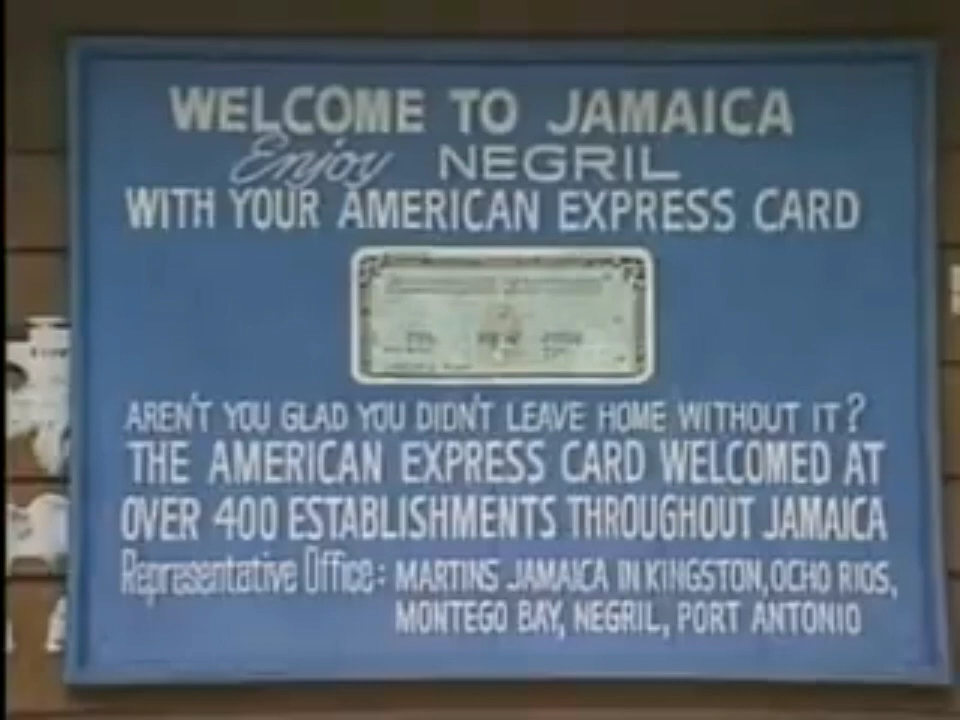 WELCOME TO JAMAICA
Enjoy NEGRIL
WITH YOUR AMERICAN EXPRESS CARD
AREN'T YOU GLAD YOU DIDN'T LEAVE HOME WITHOUT IT?
THE AMERICAN EXPRESS CARD WELCOMED AT
OVER 400 ESTABLISHMENTS THROUGHOUT JAMAICA
Representative Office: MARTINS JAMAICA IN KINGSTON, OCHO RIOS,
MONTEGO BAY, NEGRIL, PORT ANTONIO